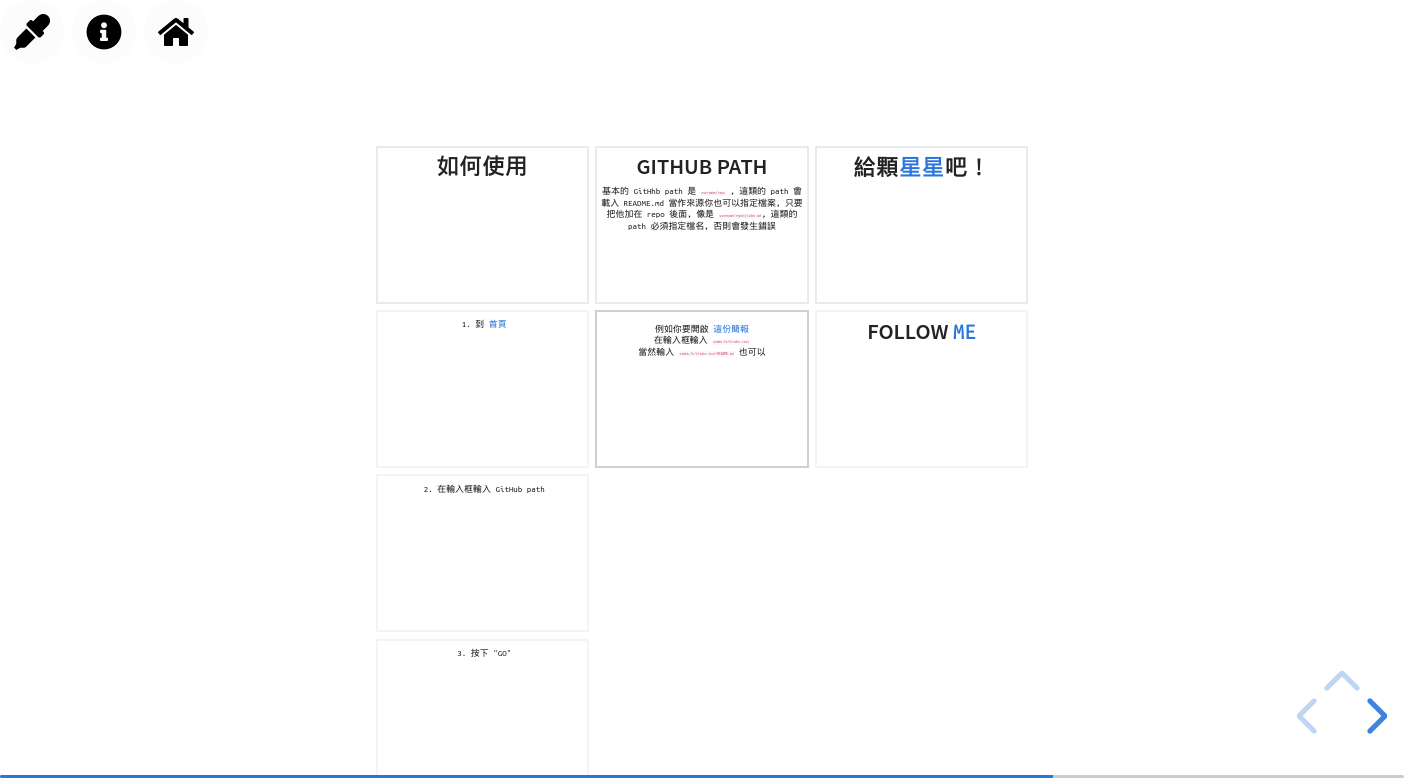 如何使用
1. 到 首頁
2. 在輸入框輸入 GitHub path
3. 按下 "GO"
GITHUB PATH
基本的 GitHhb path 是 ，這類的 path 會
載入 README.md 當作來源你也可以指定檔案，只要
把他加在 repo 後面，像是 ，這類的
path 必須指定檔名，否則會發生錯誤
例如你要開啟 這份簡報
在輸入框輸入
當然輸入 也可以
給顆星星吧！
FOLLOW ME